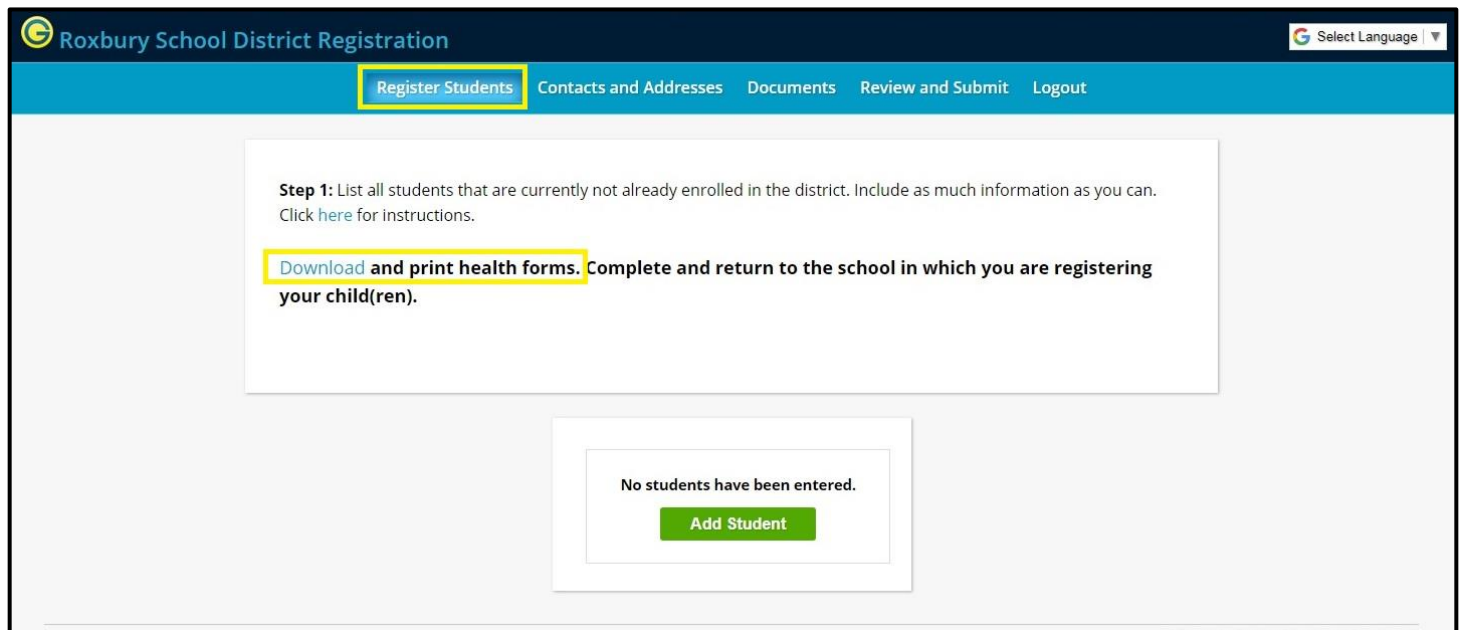 G Roxbury School District Registration
G Select Language ▼
Register Students Contacts and Addresses Documents Review and Submit Logout
Step 1: List all students that are currently not already enrolled in the district. Include as much information as you can.
Click here for instructions.
Download and print health forms. Complete and return to the school in which you are registering
your child(ren).
No students have been entered.
Add Student